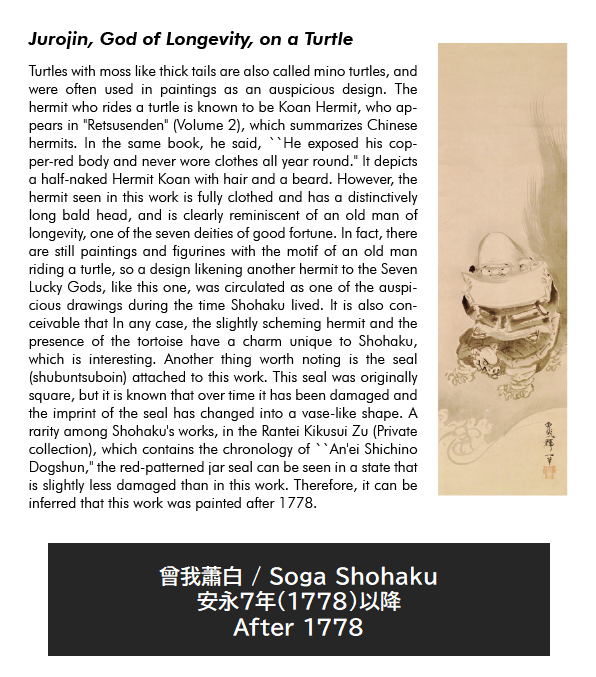 Jurojin, God of Longevity, on a Turtle
Turtles with moss like thick tails are also called mino turtles, and
were often used in paintings as an auspicious design. The
hermit who rides a turtle is known to be Koan Hermit, who ap-
pears in "Retsusenden" (Volume 2), which summarizes Chinese
hermits. In the same book, he said, ``He exposed his cop-
per-red body and never wore clothes all year round." It depicts
a half-naked Hermit Koan with hair and a beard. However, the
hermit seen in this work is fully clothed and has a distinctively
long bald head, and is clearly reminiscent of an old man of
longevity, one of the seven deities of good fortune. In fact, there
are still paintings and figurines with the motif of an old man
riding a turtle, so a design likening another hermit to the Seven
Lucky Gods, like this one, was circulated as one of the auspi-
cious drawings during the time Shohaku lived. It is also con-
ceivable that In any case, the slightly scheming hermit and the
presence of the tortoise have a charm unique to Shohaku,
which is interesting. Another thing worth noting is the seal
(shubuntsuboin) attached to this work. This seal was originally
square, but it is known that over time it has been damaged and
the imprint of the seal has changed into a vase-like shape. A
rarity among Shohaku's works, in the Rantei Kikusui Zu (Private
collection), which contains the chronology of ``An'ei Shichino
Dogshun," the red-patterned jar seal can be seen in a state that
is slightly less damaged than in this work. Therefore, it can be
inferred that this work was painted after 1778.
曾我蕭白 / Soga Shohaku
安永7年(1778)以降
After 1778